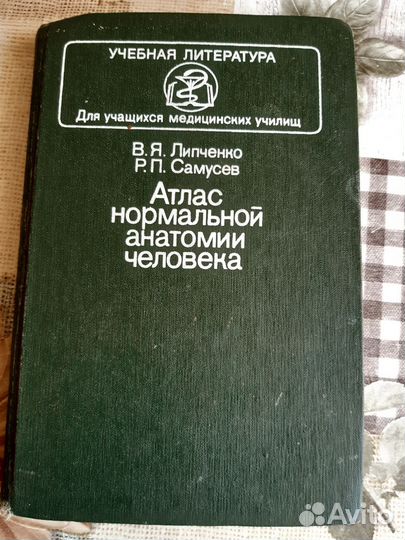 УЧЕБНАЯ ЛИТЕРАТУРА
Для учащихся медицинских училищ
В. Я. Липченко
Р. П. Самусев
Атлас
нормальной
анатомии
человека
Avito